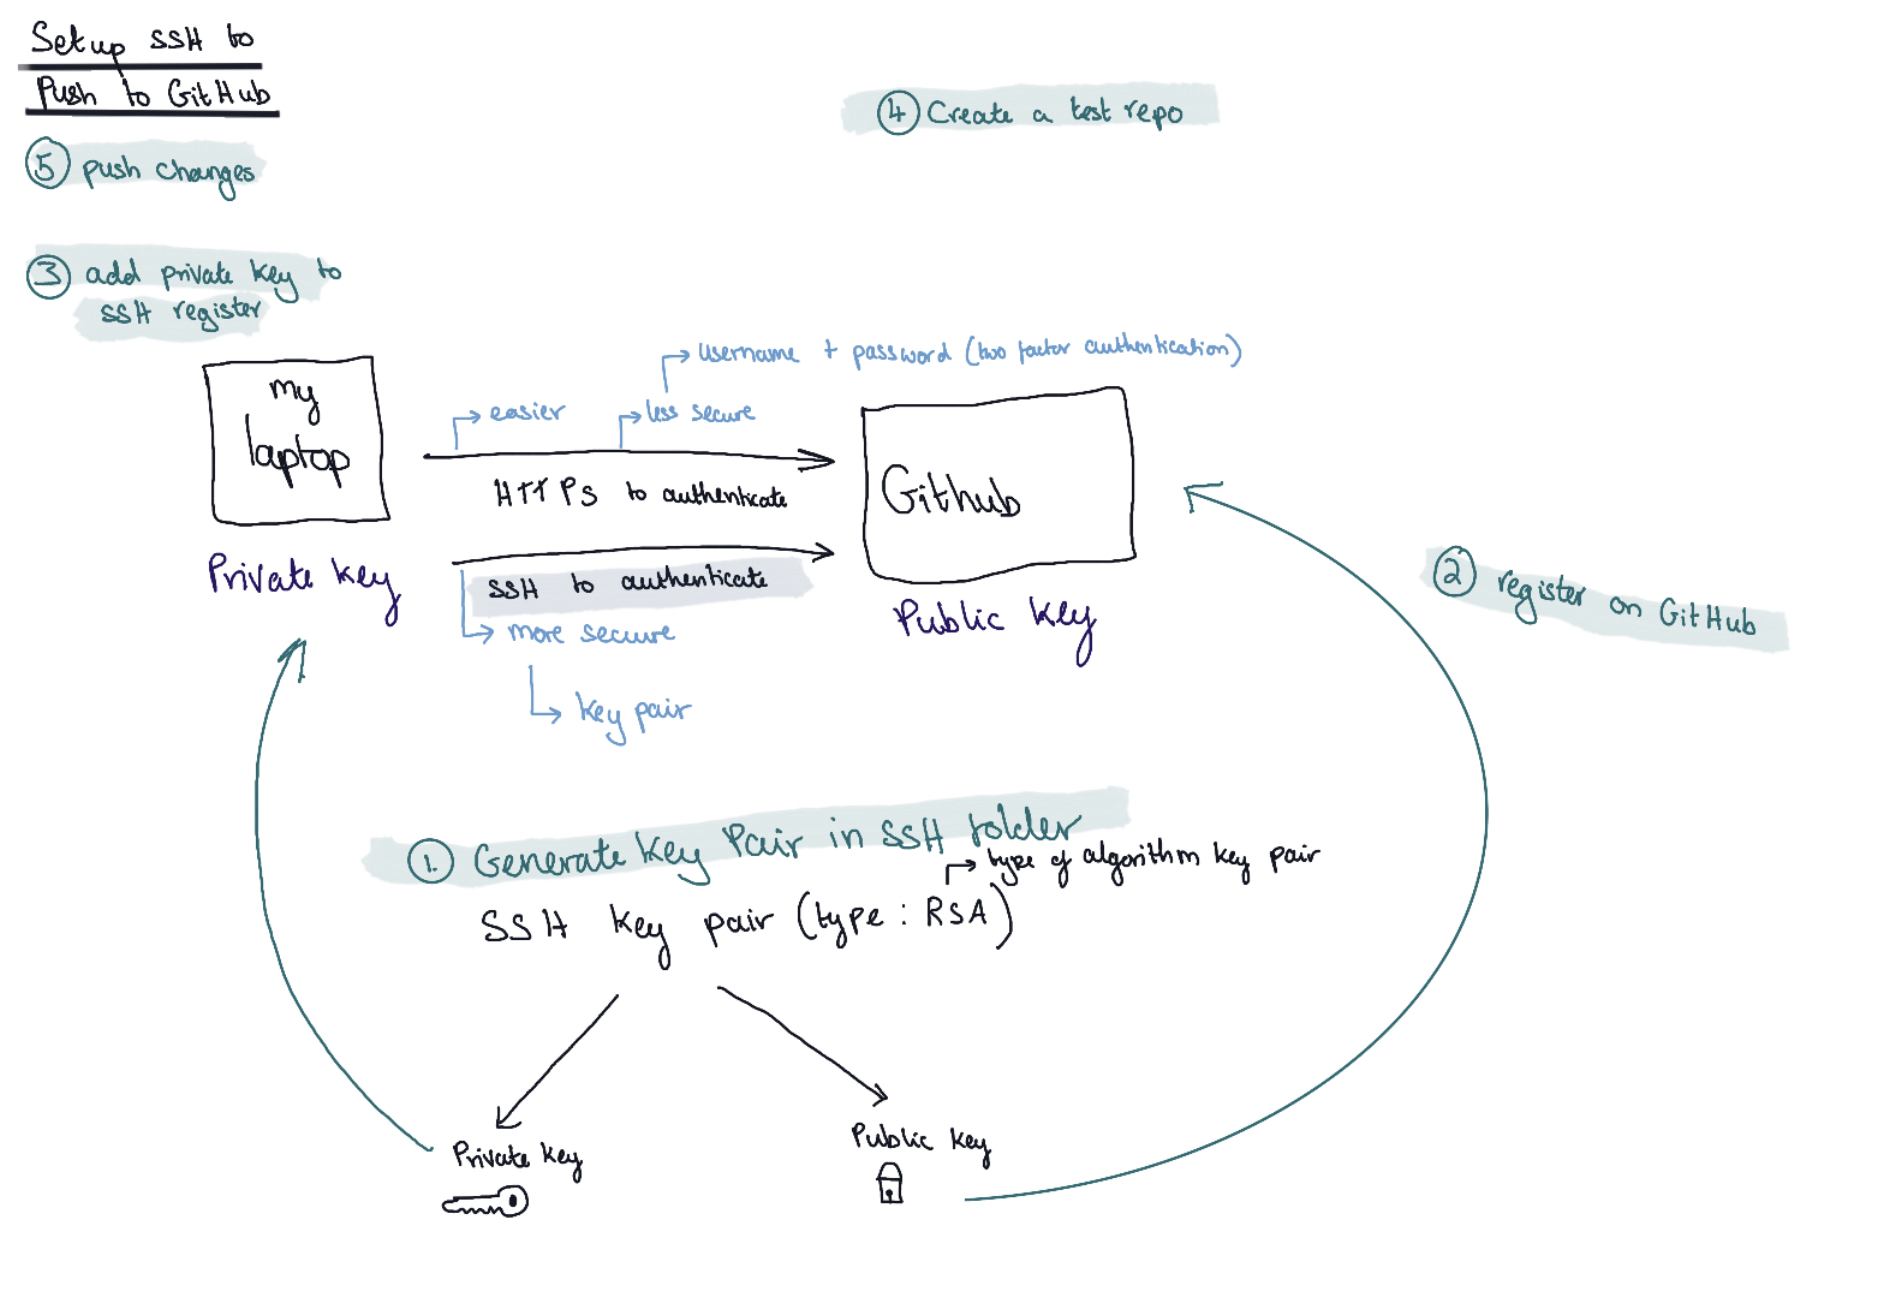 Setup SSH to
Push to GitHub
④ Create a test repo
⑤ push changes
③ add private key to
SSH register
username + password (two factor authentication)
my
laptop
easier
less secure
HTTPs to authenticate
Github
Private key
SSH to authenticate
Public key
② register on GitHub
more secure
key pair
①. Generate key Pair in SSH folder
type of algorithm key pair
SSH key pair (type: RSA)
Private key
Public key